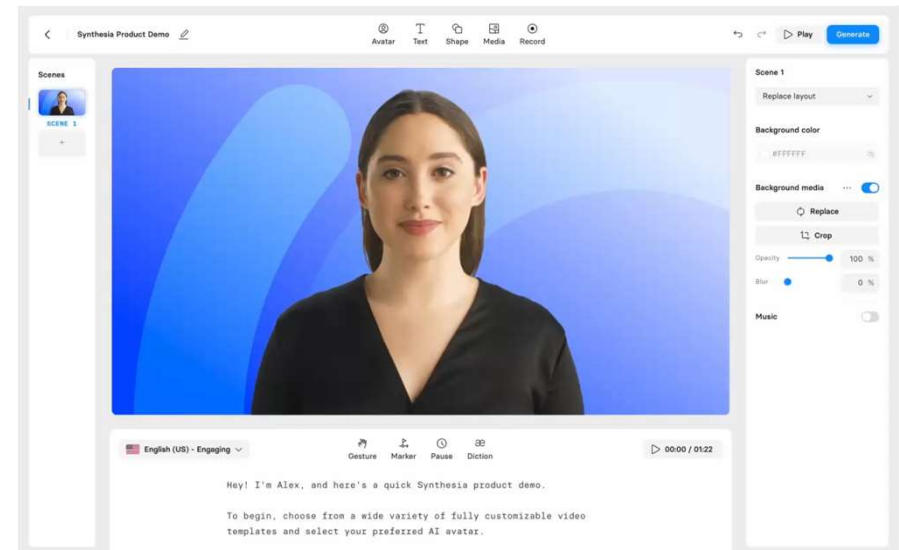 Synthesia Product Demo
Avatar Text Shape Media Record
Play Generate
Scenes
SCENE 1
+
Scene 1
Replace layout
Background color
#FFFFFF
Background media
Replace
Crop
Opacity 100 %
Blur 0 %
Music
English (US) - Engaging
Gesture Marker Pause Diction
00:00 / 01:22
Hey! I'm Alex, and here's a quick Synthesia product demo.
To begin, choose from a wide variety of fully customizable video
templates and select your preferred AI avatar.